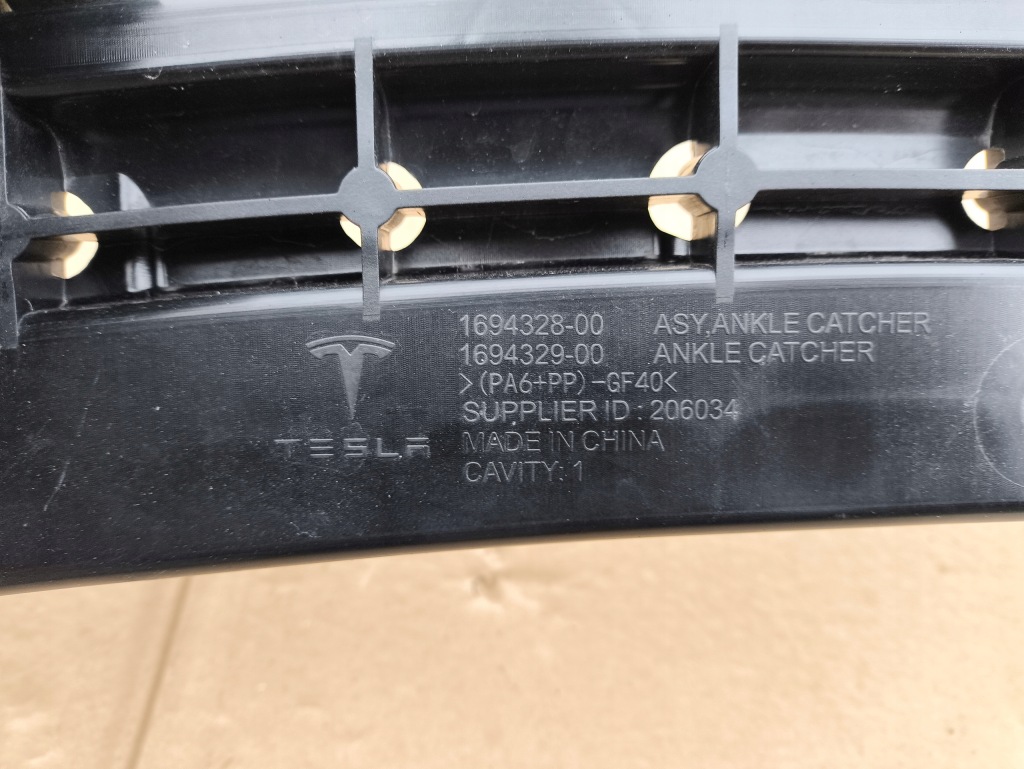 1694328-00 ASY,ANKLE CATCHER
1694329-00 ANKLE CATCHER
>(PA6+PP)-GF40<
SUPPLIER ID : 206034
TESLA MADE IN CHINA
CAVITY: 1